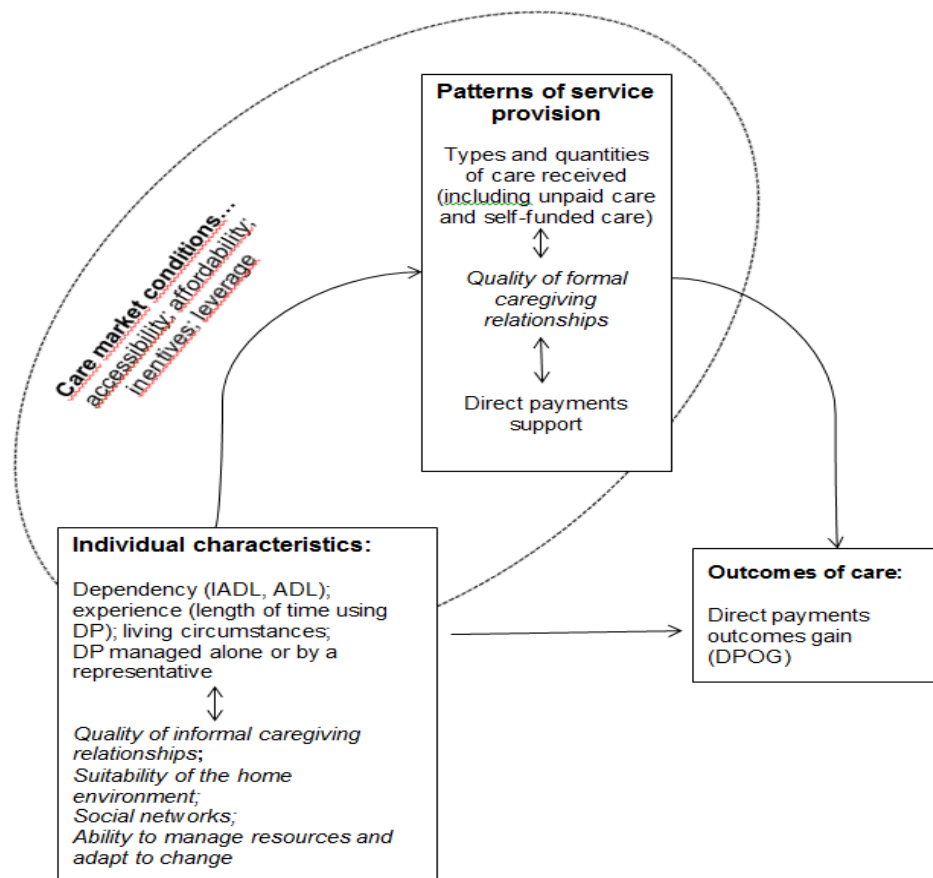 Patterns of service
provision
Types and quantities
of care received
(including unpaid care
and self-funded care)
Quality of formal
caregiving
relationships
Direct payments
support
Care market conditions...
accessibility; affordability;
inentives; leverage
Individual characteristics:
Dependency (IADL, ADL);
experience (length of time using
DP); living circumstances;
DP managed alone or by a
representative
Quality of informal caregiving
relationships;
Suitability of the home
environment;
Social networks;
Ability to manage resources and
adapt to change
Outcomes of care:
Direct payments
outcomes gain
(DPOG)